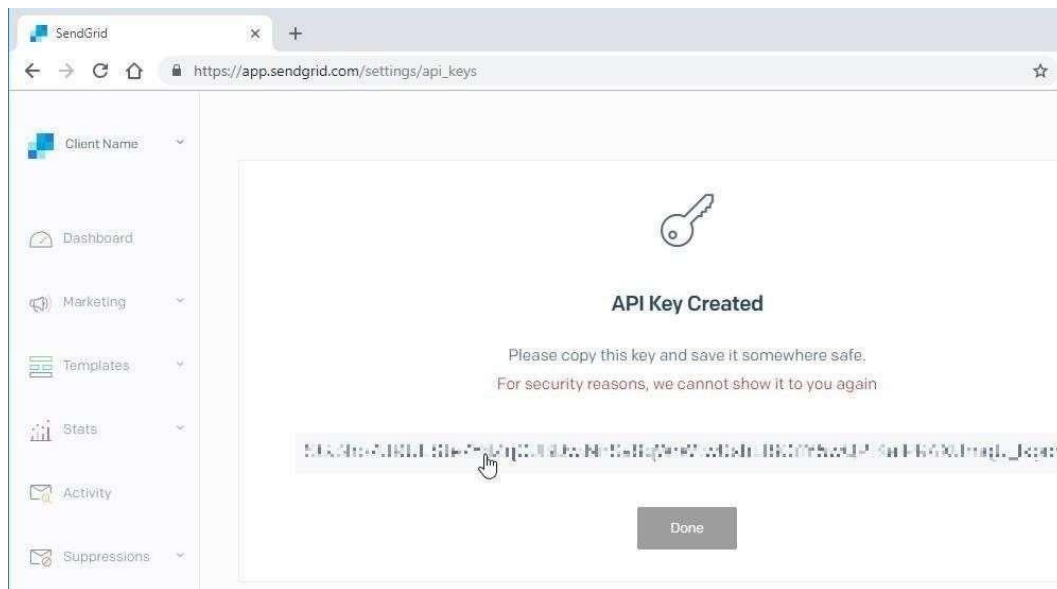 SendGrid
https://app.sendgrid.com/settings/api_keys
Client Name
Dashboard
Marketing
Templates
Stats
Activity
Suppressions
API Key Created
Please copy this key and save it somewhere safe.
For security reasons, we cannot show it to you again
Done